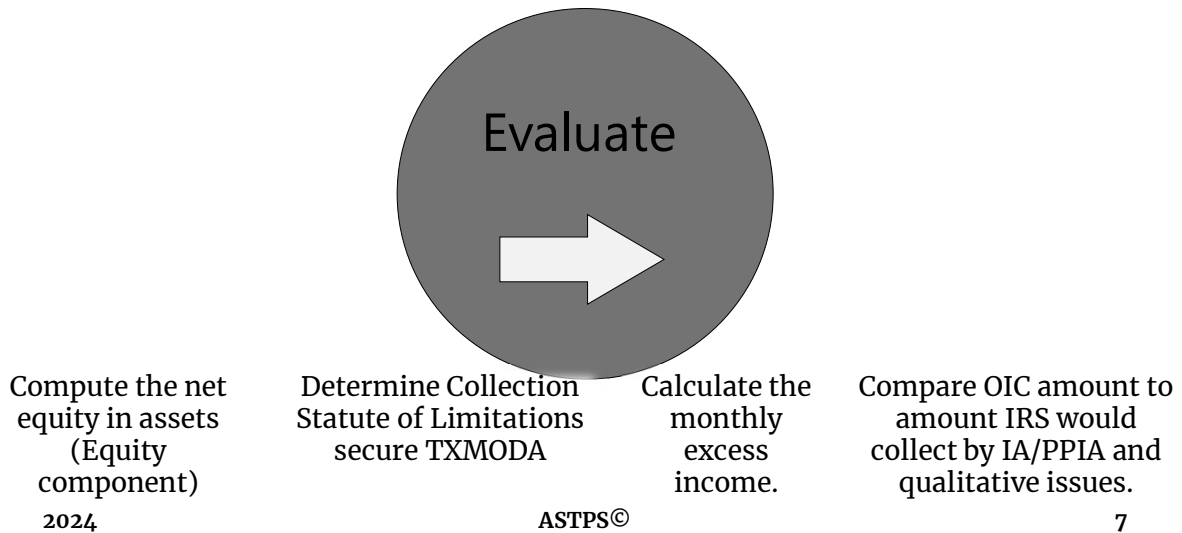 Evaluate
Compute the net
equity in assets
(Equity
component)
Determine Collection
Statute of Limitations
secure TXMODA
Calculate the
monthly
excess
income.
Compare OIC amount to
amount IRS would
collect by IA/PPIA and
qualitative issues.
2024
ASTPS©
7